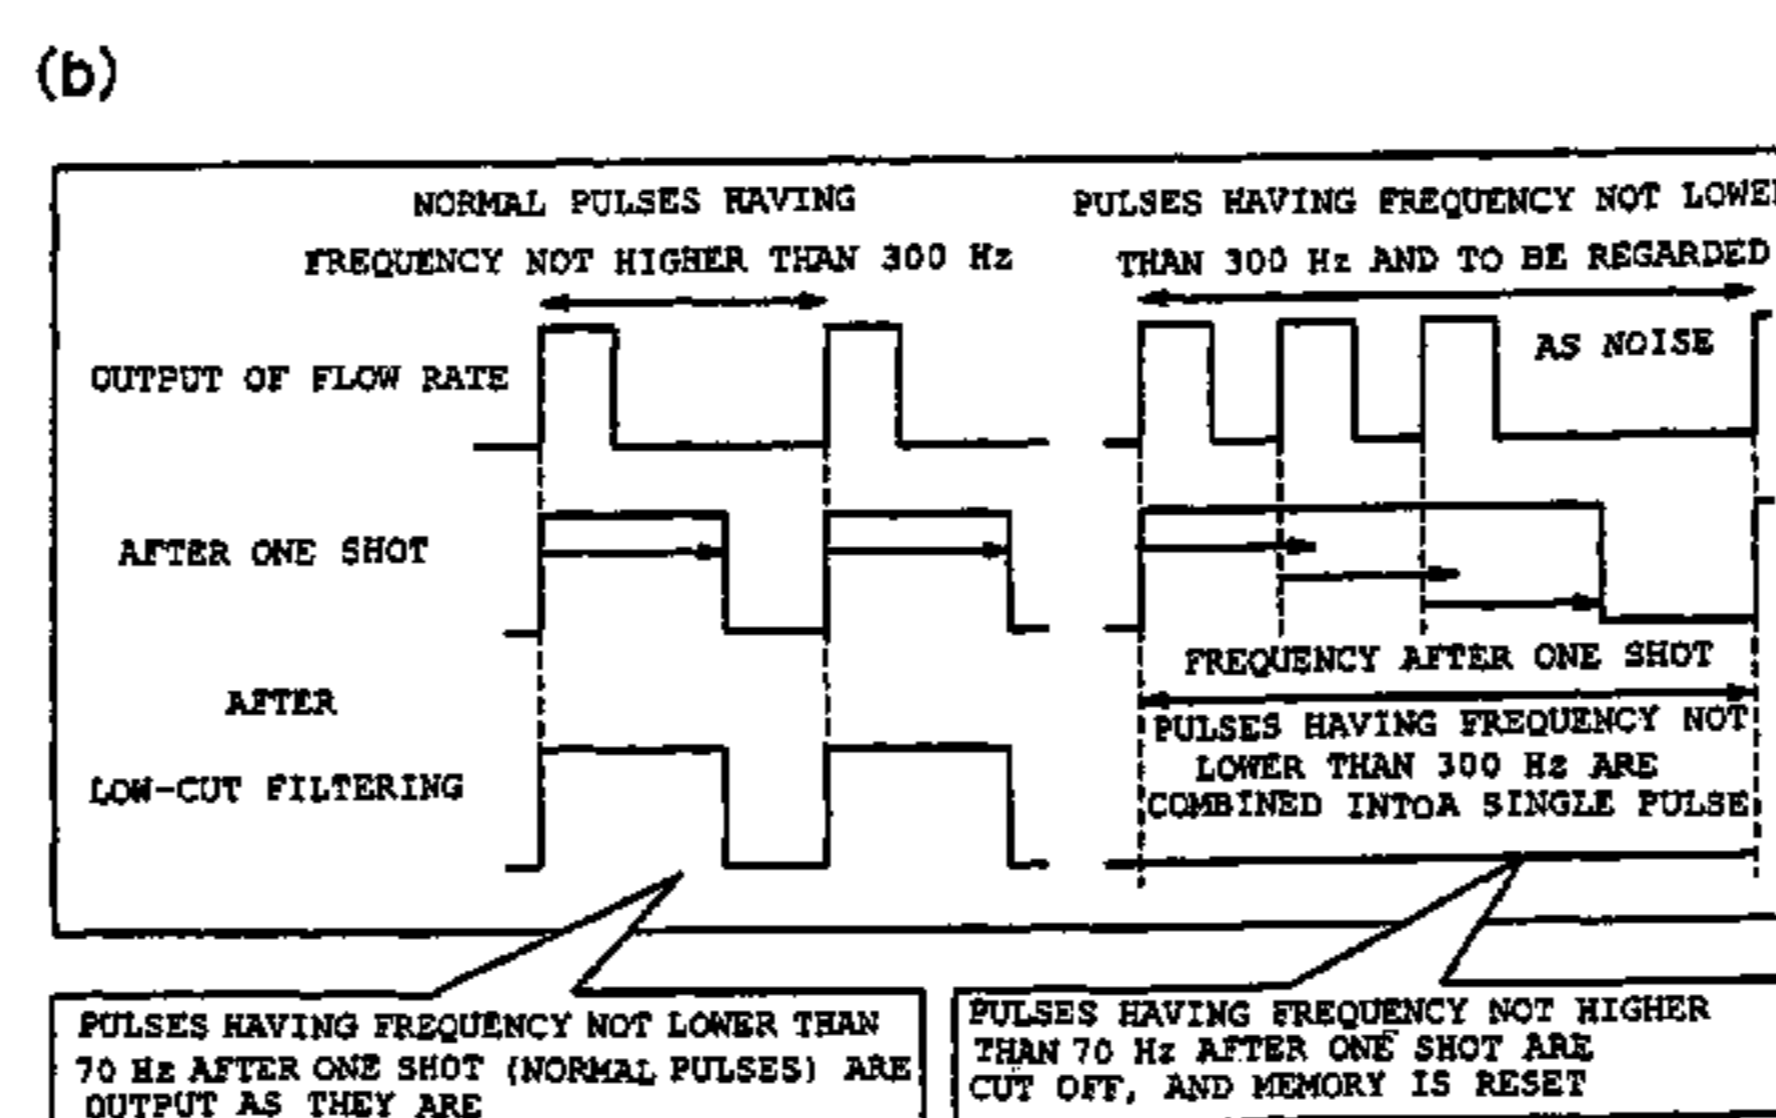 (b)
NORMAL PULSES HAVING
FREQUENCY NOT HIGHER THAN 300 Hz
PULSES HAVING FREQUENCY NOT LOWER
THAN 300 Hz AND TO BE REGARDED
AS NOISE
OUTPUT OF FLOW RATE
AFTER ONE SHOT
FREQUENCY AFTER ONE SHOT
PULSES HAVING FREQUENCY NOT
LOWER THAN 300 Hz ARE
COMBINED INTO A SINGLE PULSE
AFTER
LOW-CUT FILTERING
PULSES HAVING FREQUENCY NOT LOWER THAN
70 Hz AFTER ONE SHOT (NORMAL PULSES) ARE
OUTPUT AS THEY ARE
PULSES HAVING FREQUENCY NOT HIGHER
THAN 70 Hz AFTER ONE SHOT ARE
CUT OFF, AND MEMORY IS RESET